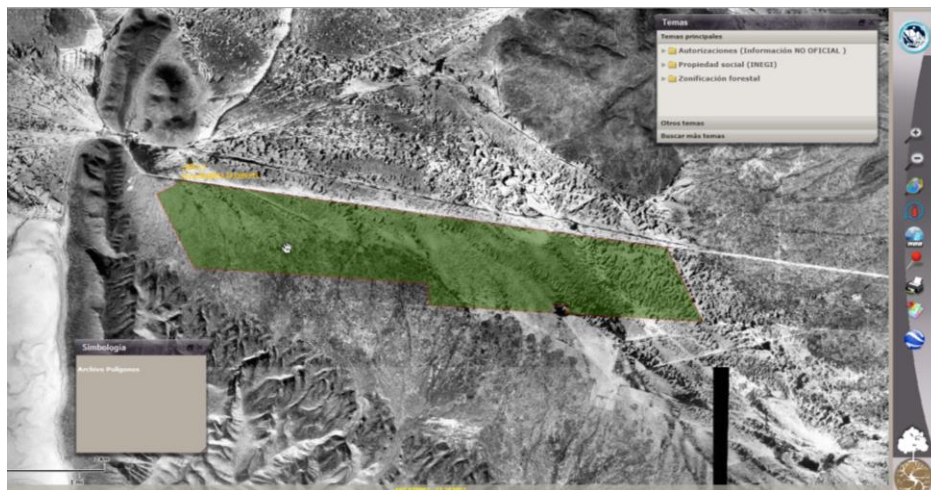 Temas
Temas principales
Autorizaciones (Información NO OFICIAL )
Propiedad social (INEGI)
Zonificación forestal
Otros temas
Buscar más temas
Simbología
Archivo Polígonos